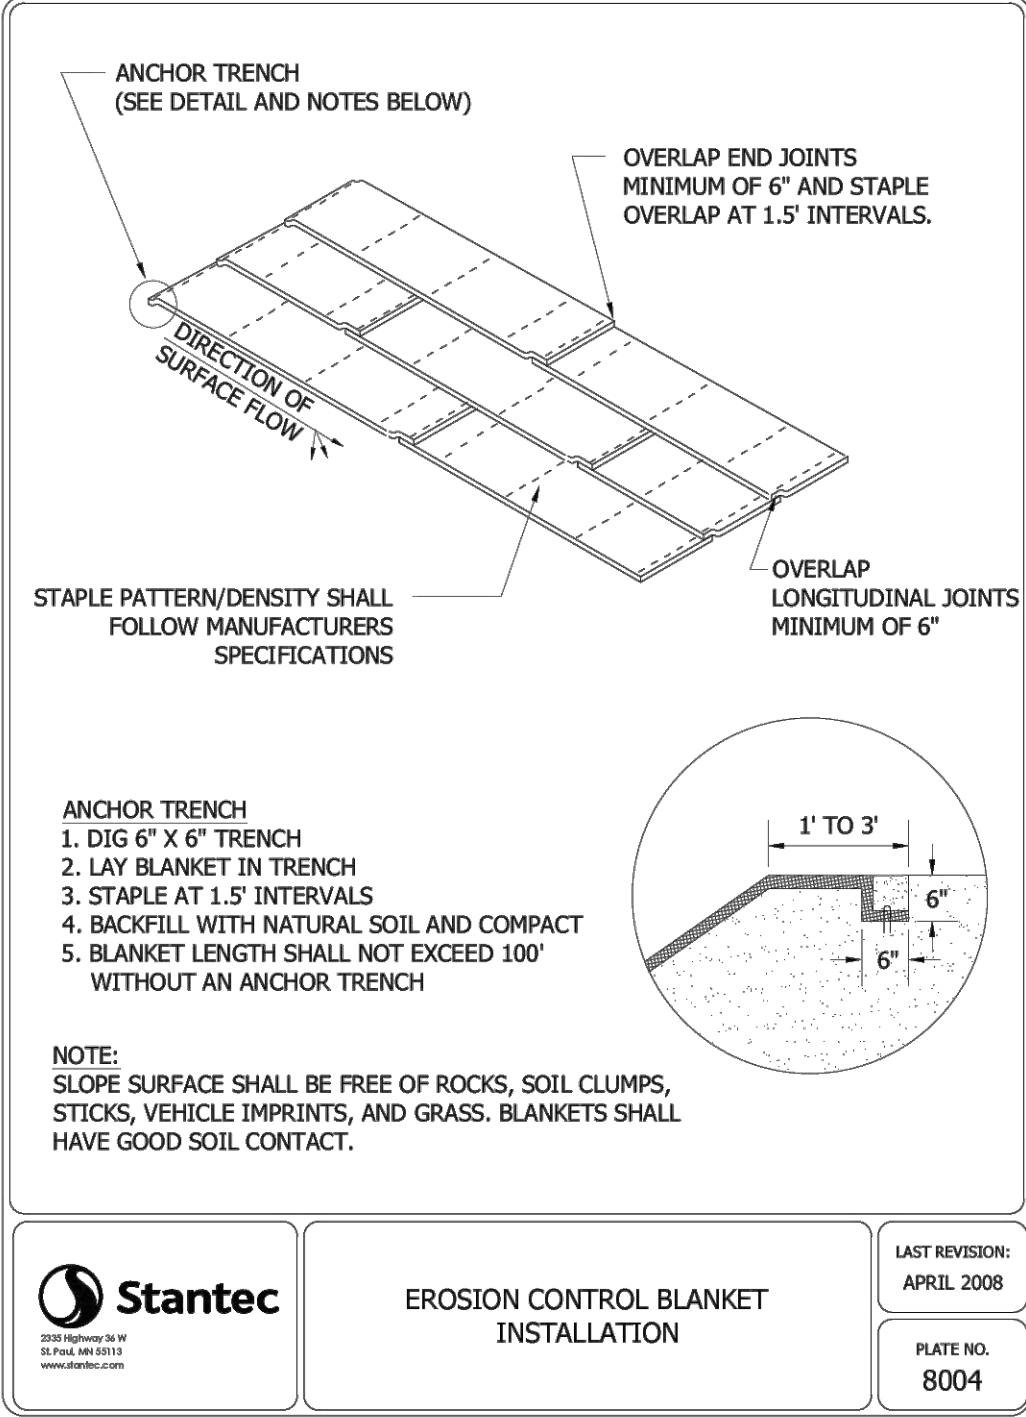 ANCHOR TRENCH
(SEE DETAIL AND NOTES BELOW)
OVERLAP END JOINTS
MINIMUM OF 6" AND STAPLE
OVERLAP AT 1.5' INTERVALS.
DIRECTION OF
SURFACE FLOW
STAPLE PATTERN/DENSITY SHALL
FOLLOW MANUFACTURERS
SPECIFICATIONS
OVERLAP
LONGITUDINAL JOINTS
MINIMUM OF 6"
ANCHOR TRENCH
1. DIG 6" X 6" TRENCH
2. LAY BLANKET IN TRENCH
3. STAPLE AT 1.5' INTERVALS
4. BACKFILL WITH NATURAL SOIL AND COMPACT
5. BLANKET LENGTH SHALL NOT EXCEED 100'
WITHOUT AN ANCHOR TRENCH
1' TO 3'
6"
6"
NOTE:
SLOPE SURFACE SHALL BE FREE OF ROCKS, SOIL CLUMPS,
STICKS, VEHICLE IMPRINTS, AND GRASS. BLANKETS SHALL
HAVE GOOD SOIL CONTACT.
Stantec
2335 Highway 36 W
St. Paul, MN 55113
www.stantec.com
EROSION CONTROL BLANKET
INSTALLATION
LAST REVISION:
APRIL 2008
PLATE NO.
8004